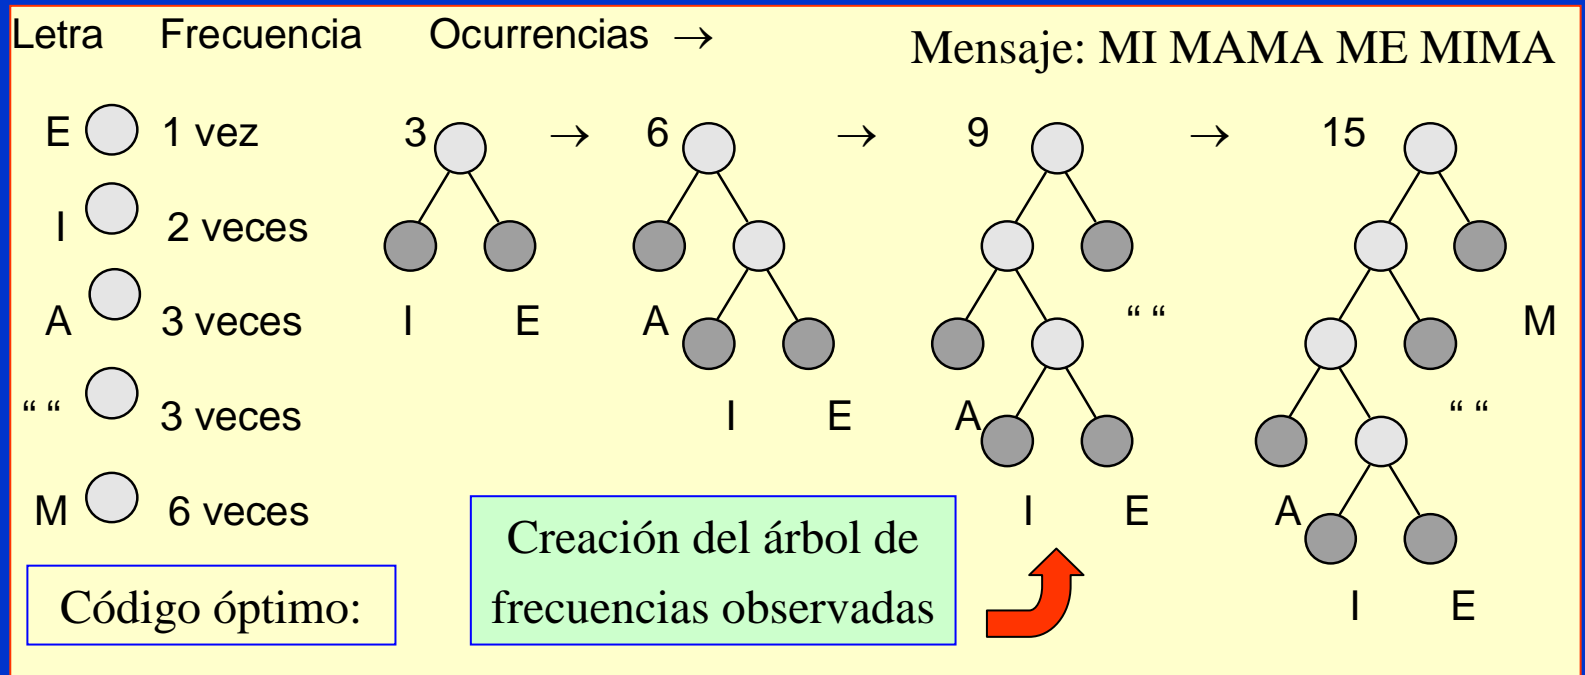 Letra Frecuencia Ocurrencias →
Mensaje: MI MAMA ME MIMA
E 1 vez 3 → 6 → 9 → 15
I 2 veces
A 3 veces I E A “ “ M
“ “ 3 veces I E A “ “
M 6 veces I E A
Creación del árbol de
frecuencias observadas
Código óptimo:
I E